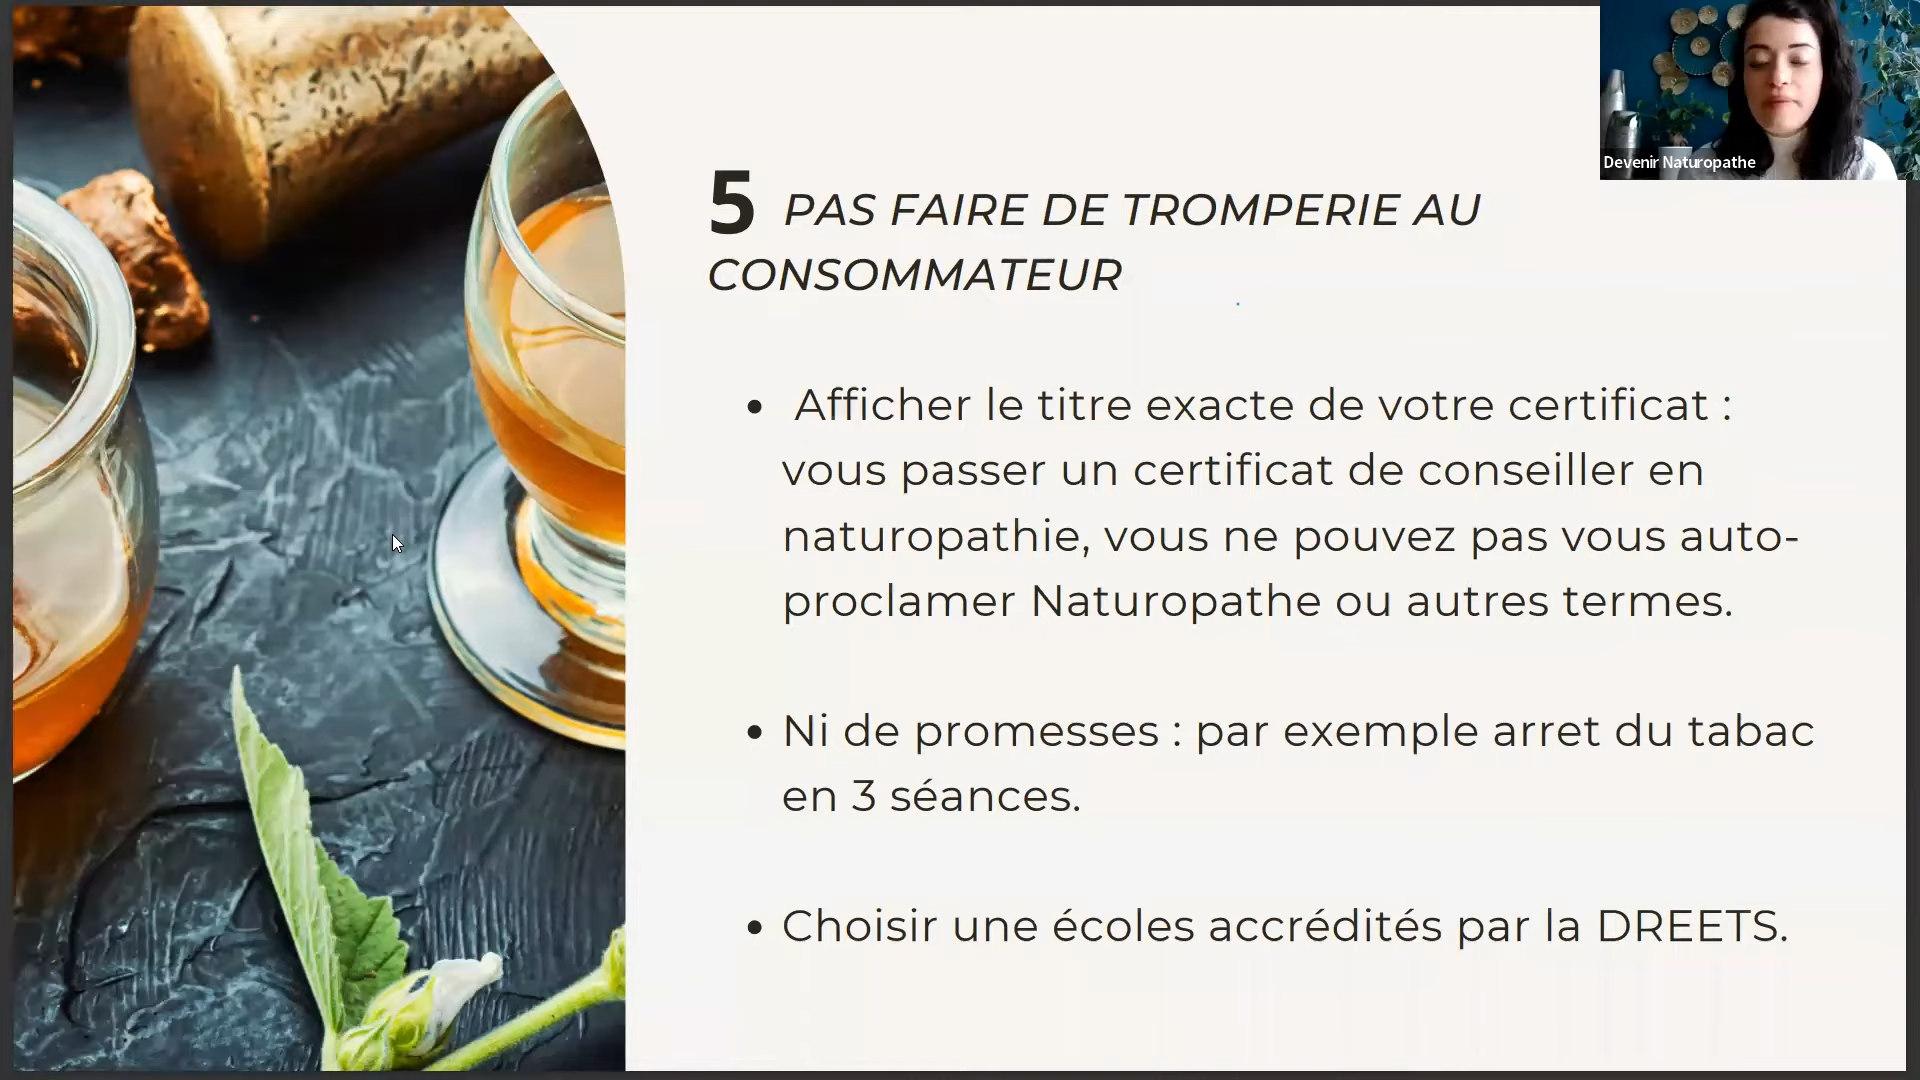 Devenir Naturopathe
5 PAS FAIRE DE TROMPERIE AU
CONSOMMATEUR
• Afficher le titre exacte de votre certificat :
vous passer un certificat de conseiller en
naturopathie, vous ne pouvez pas vous auto-
proclamer Naturopathe ou autres termes.
• Ni de promesses : par exemple arret du tabac
en 3 séances.
• Choisir une écoles accrédités par la DREETS.